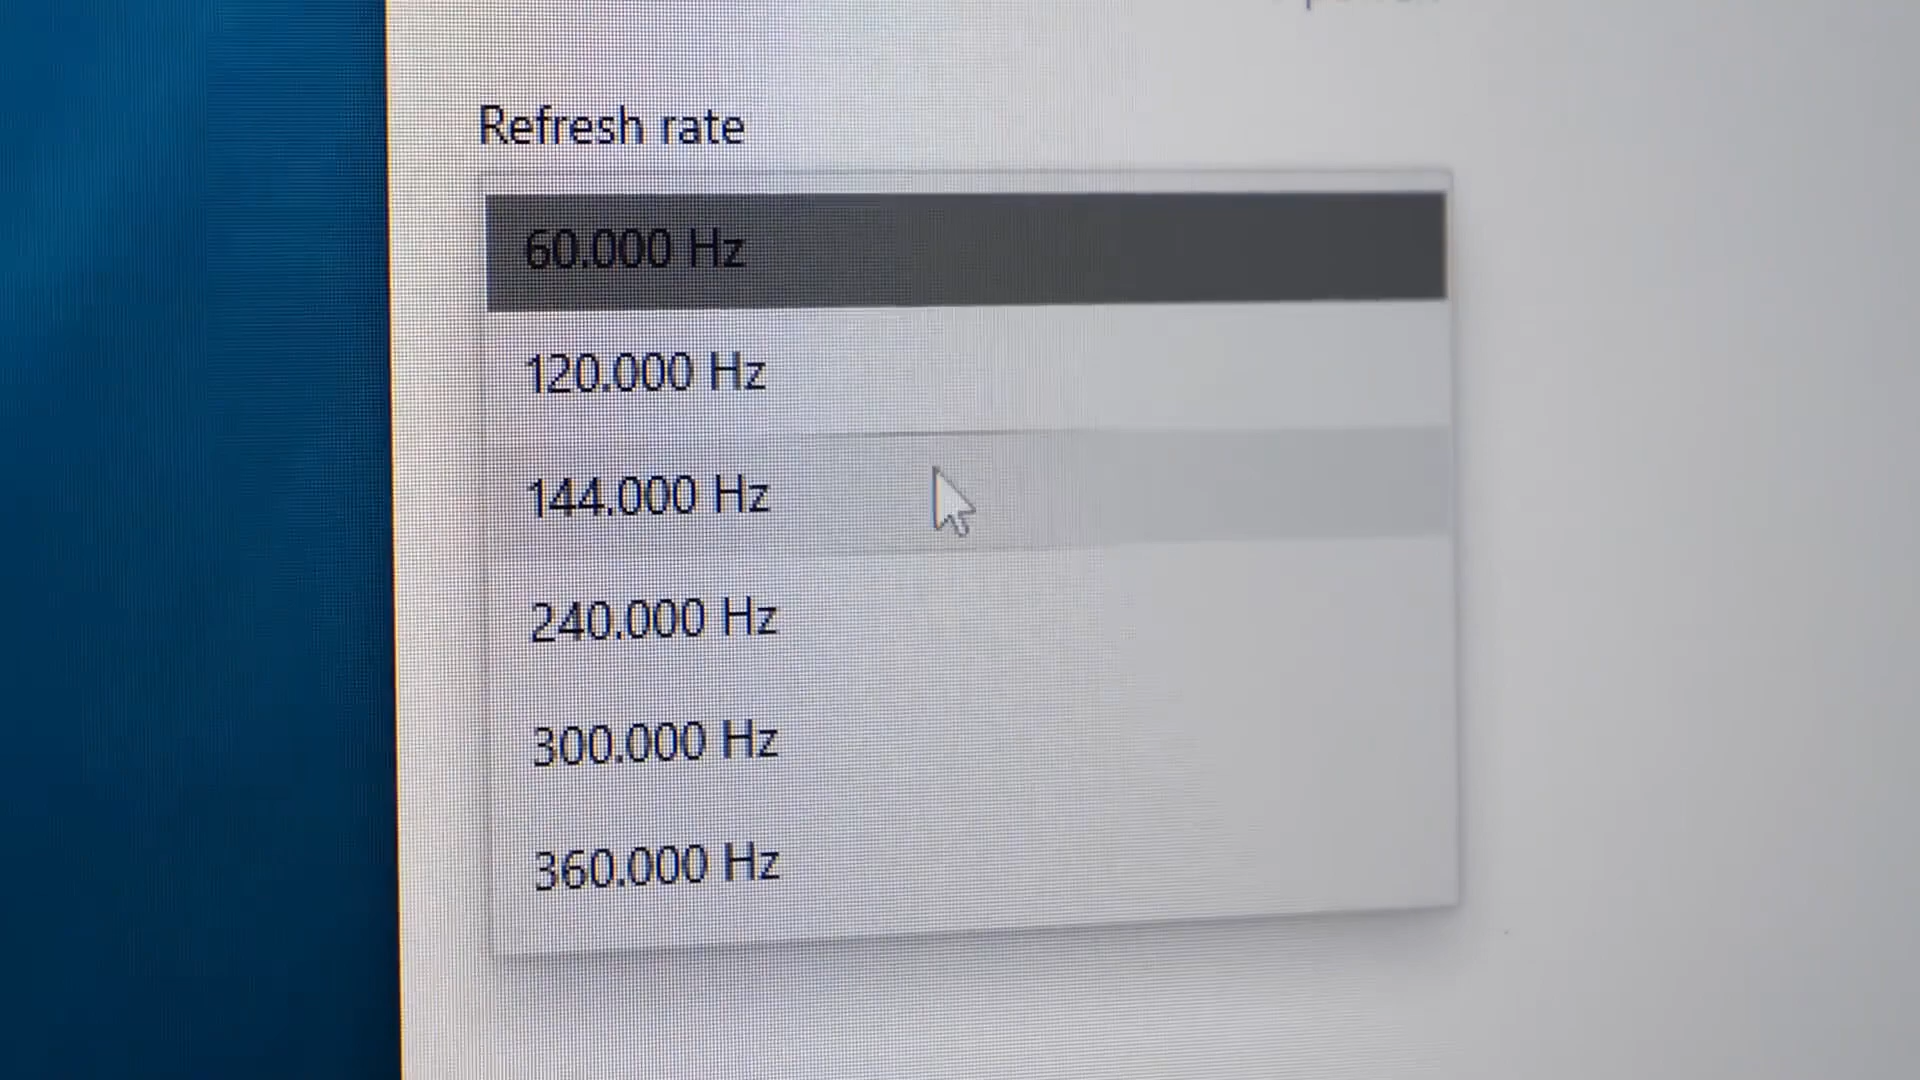 Refresh rate
60.000 Hz
120.000 Hz
144.000 Hz
240.000 Hz
300.000 Hz
360.000 Hz